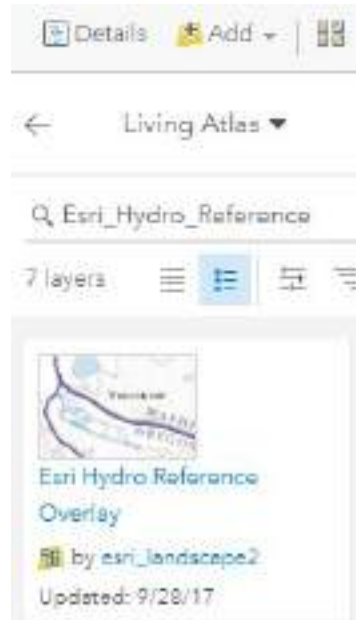 Details Add
Living Atlas
Esri_Hydro_Reference
7 layers
Esri Hydro Reference
Overlay
by esri_landscape2
Updated: 9/28/17